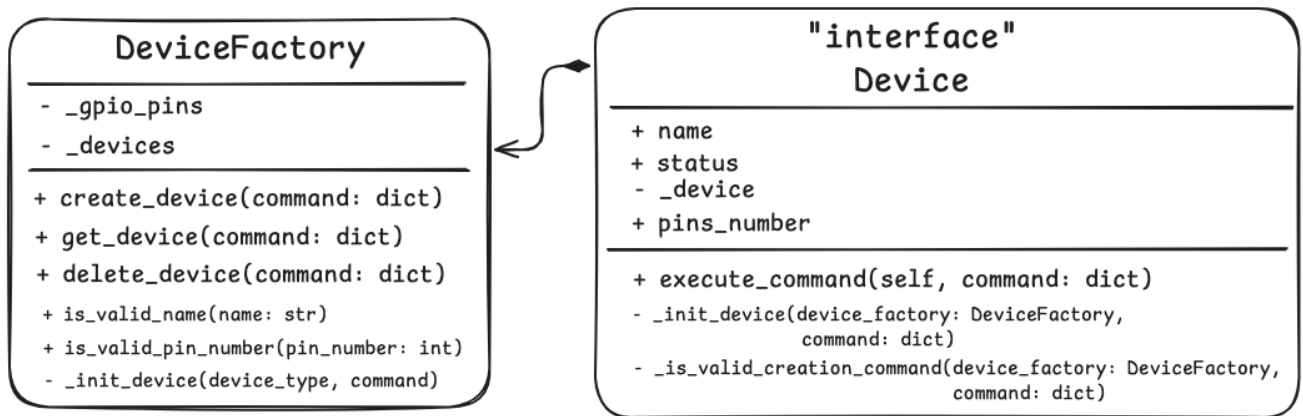 DeviceFactory
- _gpio_pins
- _devices
+ create_device(command: dict)
+ get_device(command: dict)
+ delete_device(command: dict)
+ is_valid_name(name: str)
+ is_valid_pin_number(pin_number: int)
- _init_device(device_type, command)
"interface"
Device
+ name
+ status
- _device
+ pins_number
+ execute_command(self, command: dict)
- _init_device(device_factory: DeviceFactory,
command: dict)
- _is_valid_creation_command(device_factory: DeviceFactory,
command: dict)